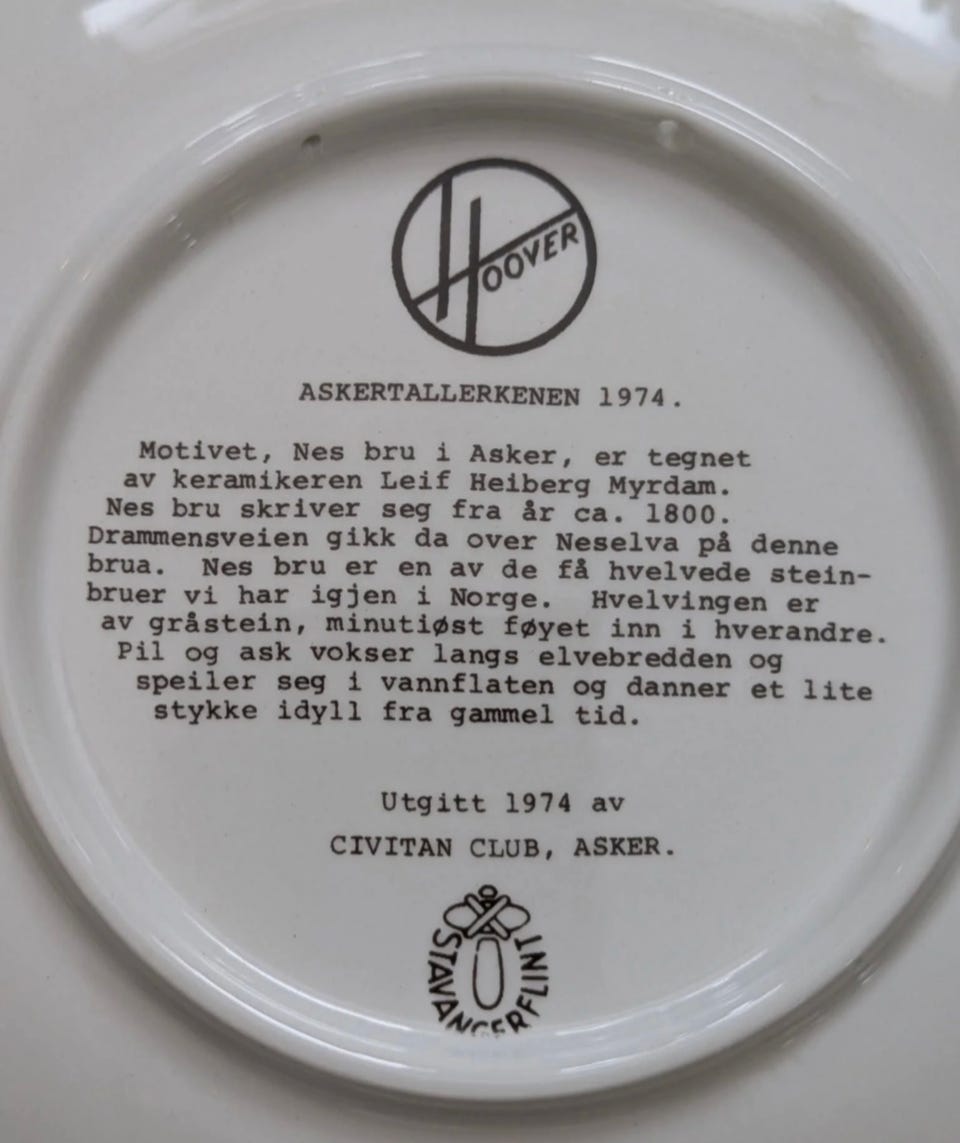 HOOVER
ASKERTALLERKENEN 1974.
Motivet, Nes bru i Asker, er tegnet
av keramikeren Leif Heiberg Myrdam.
Nes bru skriver seg fra år ca. 1800.
Drammensveien gikk da over Neselva på denne
brua. Nes bru er en av de få hvelvede stein-
bruer vi har igjen i Norge. Hvelvingen er
av gråstein, minutiøst føyet inn i hverandre.
Pil og ask vokser langs elvebredden og
speiler seg i vannflaten og danner et lite
stykke idyll fra gammel tid.
Utgitt 1974 av
CIVITAN CLUB, ASKER.
STAVANGERFLINT